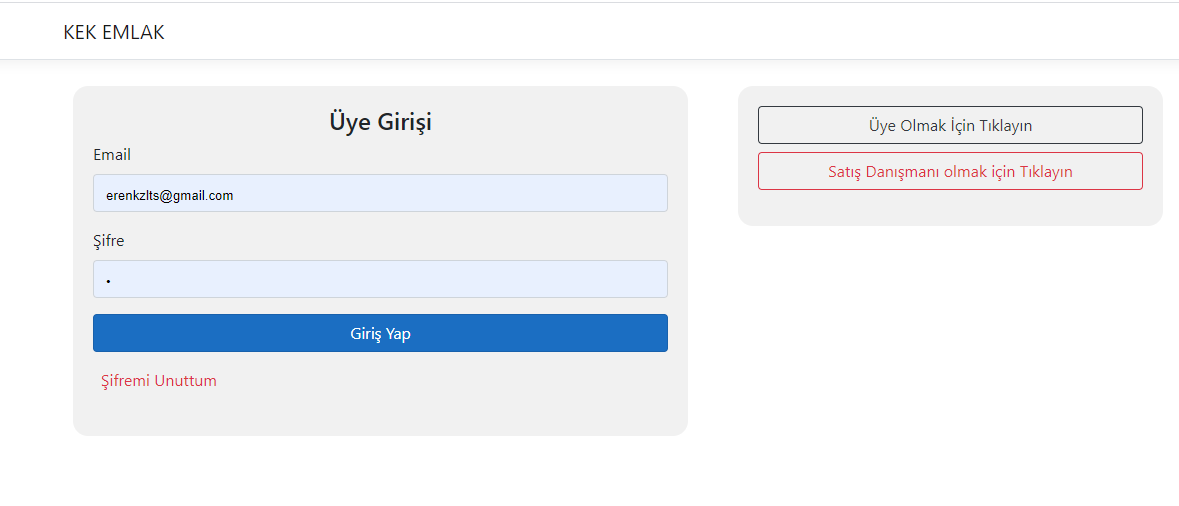 KEK EMLAK
Üye Girişi
Email
erenkzlts@gmail.com
Şifre
•
Giriş Yap
Şifremi Unuttum
Üye Olmak İçin Tıklayın
Satış Danışmanı olmak için Tıklayın